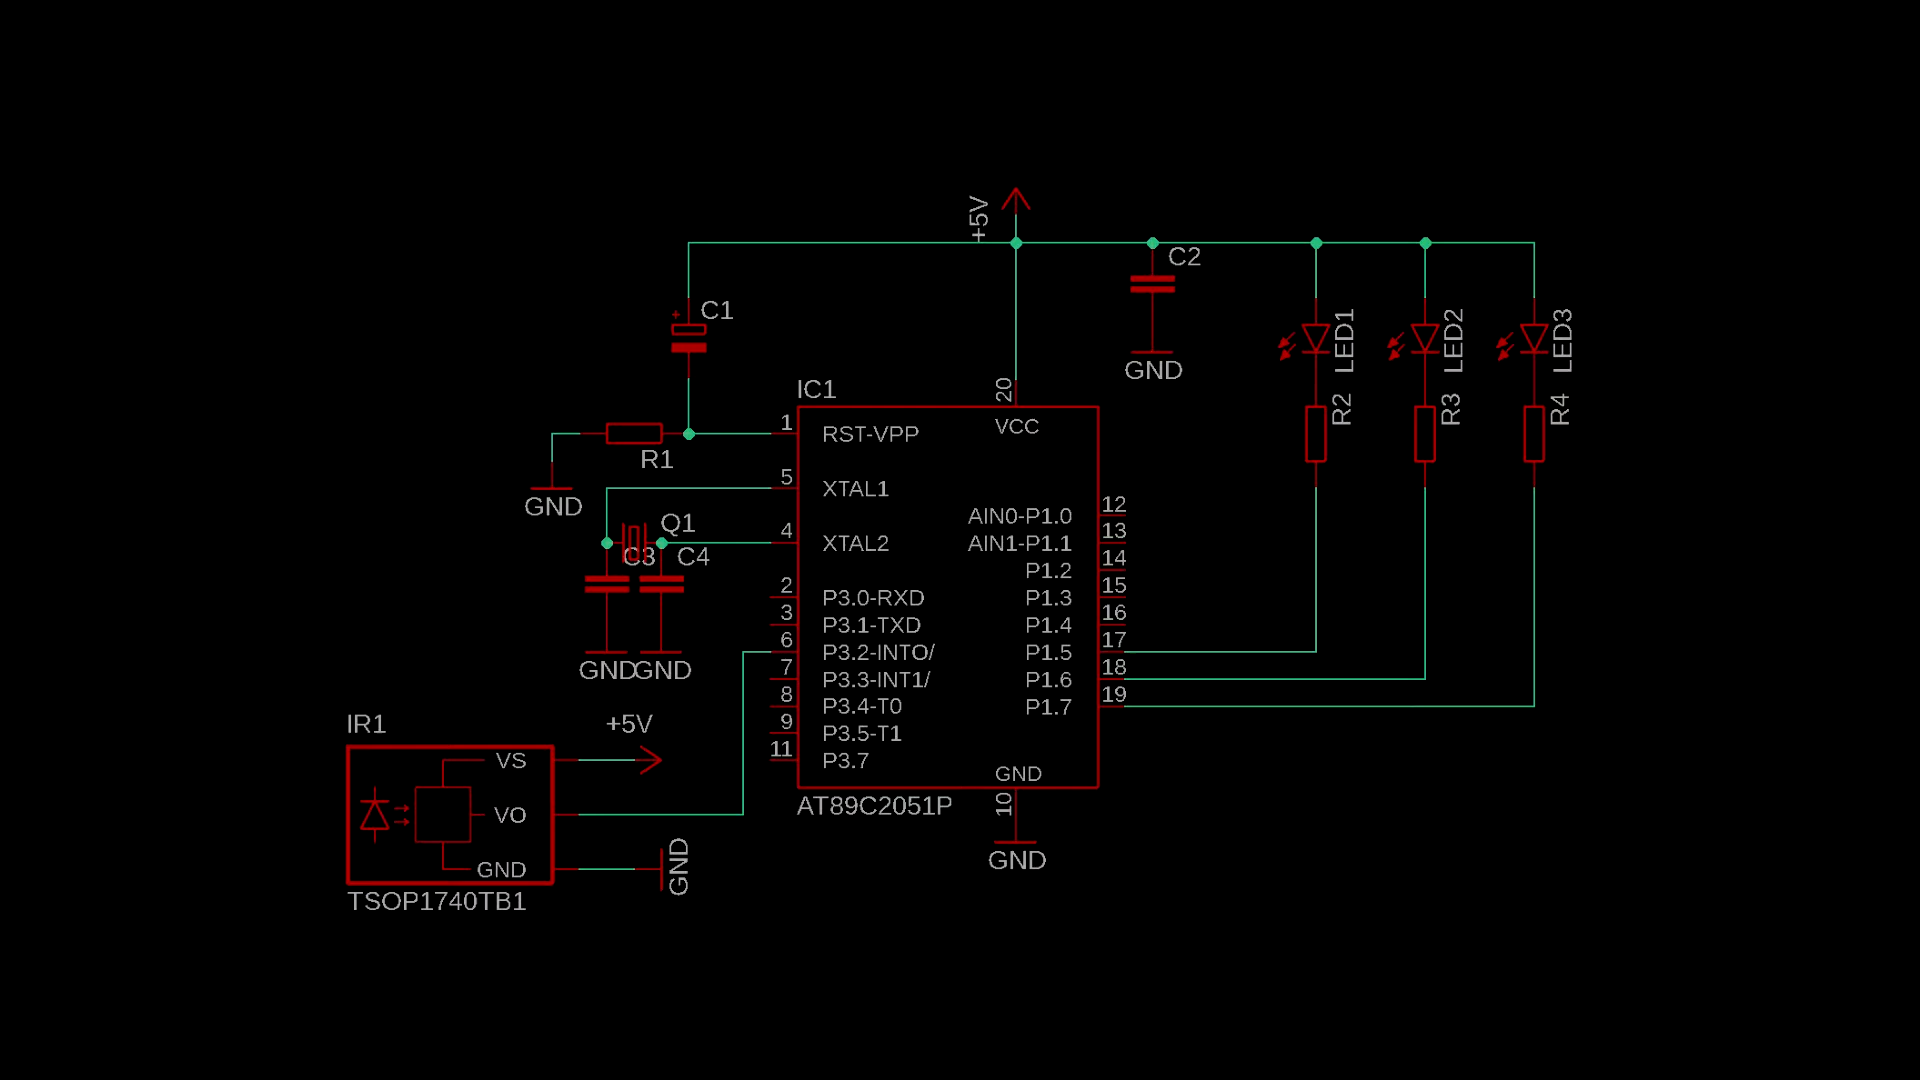 +5V
C2
C1
LED1
LED2
LED3
IC1
20
R2
R3
R4
1
RST-VPP
VCC
R1
5
XTAL1
GND
GND
12
AIN0-P1.0
Q1
4
XTAL2
13
AIN1-P1.1
C3
C4
14
P1.2
2
P3.0-RXD
15
P1.3
3
P3.1-TXD
16
P1.4
6
P3.2-INTO/
17
P1.5
7
P3.3-INT1/
18
P1.6
GND
GND
8
P3.4-T0
19
P1.7
9
P3.5-T1
11
P3.7
GND
10
AT89C2051P
GND
IR1
+5V
VS
VO
GND
GND
TSOP1740TB1